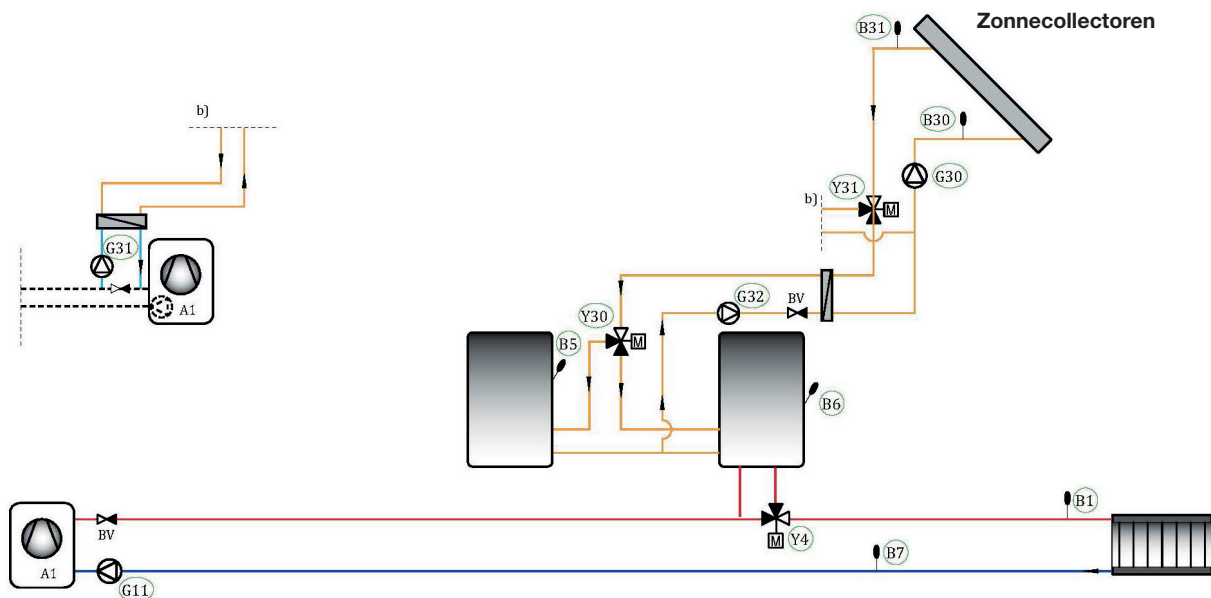 Zonnecollectoren
B31
b)
B30
G30
Y31
M
b)
G31
A1
G32
BV
Y30
M
B5
B6
B1
BV
M
Y4
B7
A1
G11